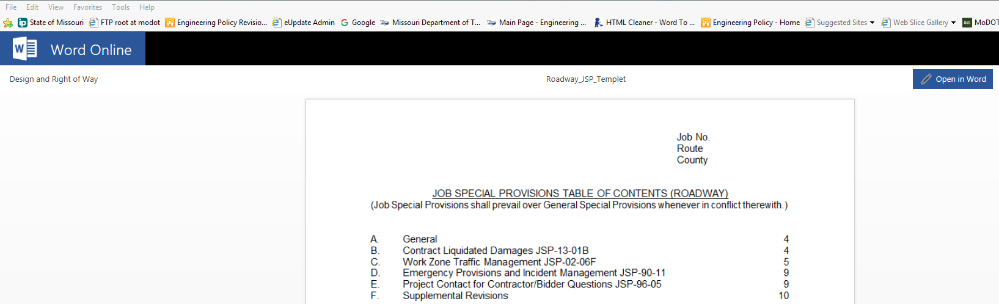 File Edit View Favorites Tools Help
State of Missouri FTP root at modot Engineering Policy Revisio... eUpdate Admin Google Missouri Department of T... Main Page - Engineering ... HTML Cleaner - Word To ... Engineering Policy - Home Suggested Sites Web Slice Gallery MoDOT
Word Online
Design and Right of Way Roadway_JSP_Templet Open in Word
Job No.
Route
County
JOB SPECIAL PROVISIONS TABLE OF CONTENTS (ROADWAY)
(Job Special Provisions shall prevail over General Special Provisions whenever in conflict therewith.)
A. General 4
B. Contract Liquidated Damages JSP-13-01B 4
C. Work Zone Traffic Management JSP-02-06F 5
D. Emergency Provisions and Incident Management JSP-90-11 9
E. Project Contact for Contractor/Bidder Questions JSP-96-05 9
F. Supplemental Revisions 10